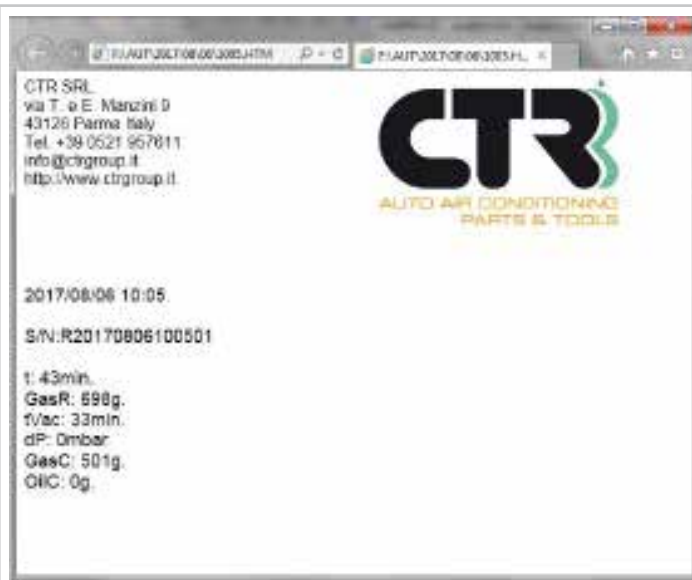 CTR SRL
via T. e E. Manzini 9
43126 Parma Italy
Tel. +39 0521 957611
info@ctrgroup.it
http://www.ctrgroup.it
CTR
AUTO AIR CONDITIONING
PARTS & TOOLS
2017/08/06 10:05
S/N:R20170806100501
t: 43min.
GasR: 698g.
tVac: 33min.
dP: 0mbar
GasC: 501g.
OilC: 0g.